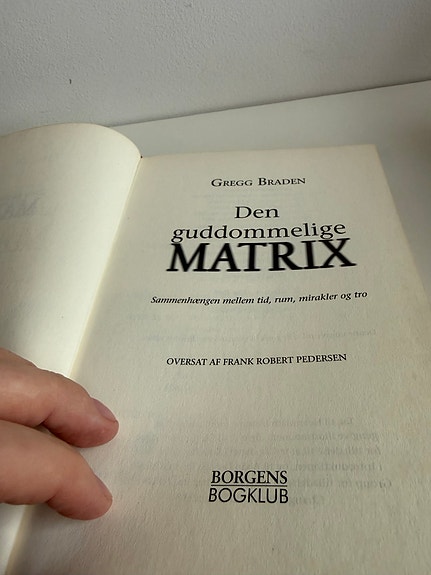 GREGG BRADEN
Den
guddommelige
MATRIX
Sammenhængen mellem tid, rum, mirakler og tro
OVERSAT AF FRANK ROBERT PEDERSEN
BORGENS
BOGKLUB